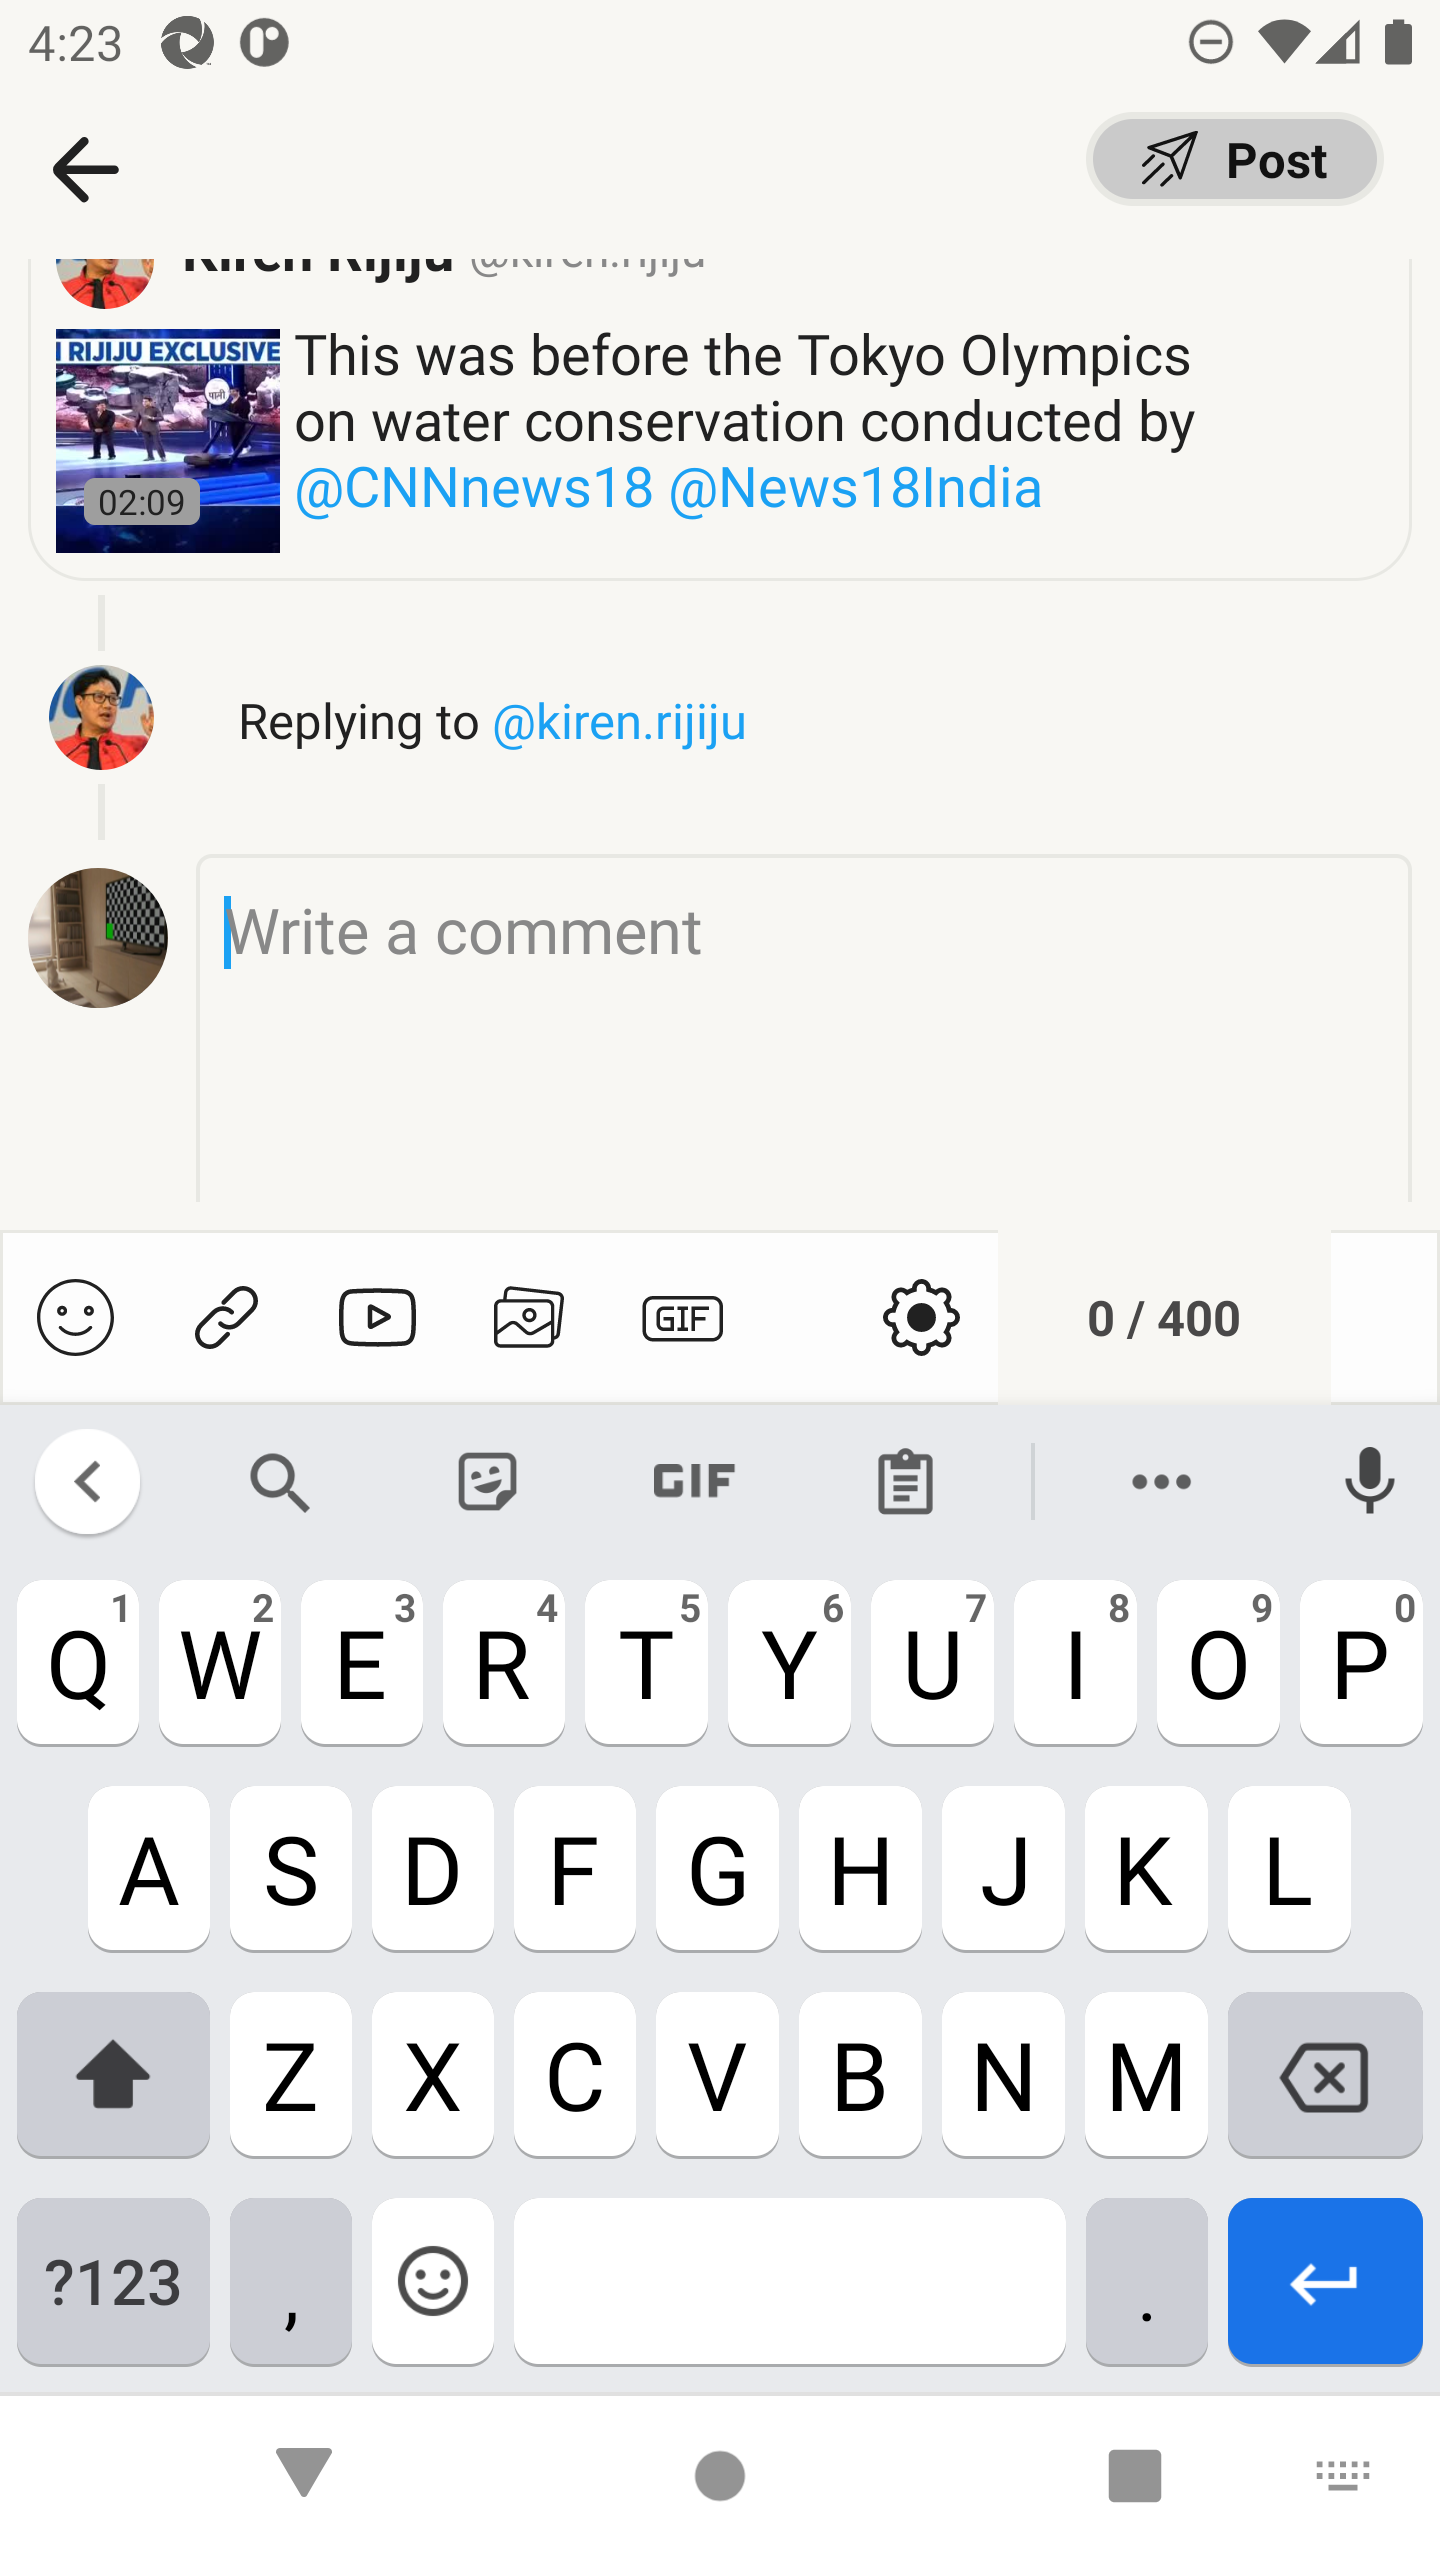 4:23
Post
Kiren Rijiju @kiren.rijiju
N RIJIJU EXCLUSIVE
पानी
This was before the Tokyo Olympics
on water conservation conducted by
@CNNnews18 @News18India
02:09
Replying to @kiren.rijiju
Write a comment
GIF
0 / 400
GIF
1 2 3 4 5 6 7 8 9 0
Q W E R T Y U I O P
A S D F G H J K L
Z X C V B N M
?123 , .